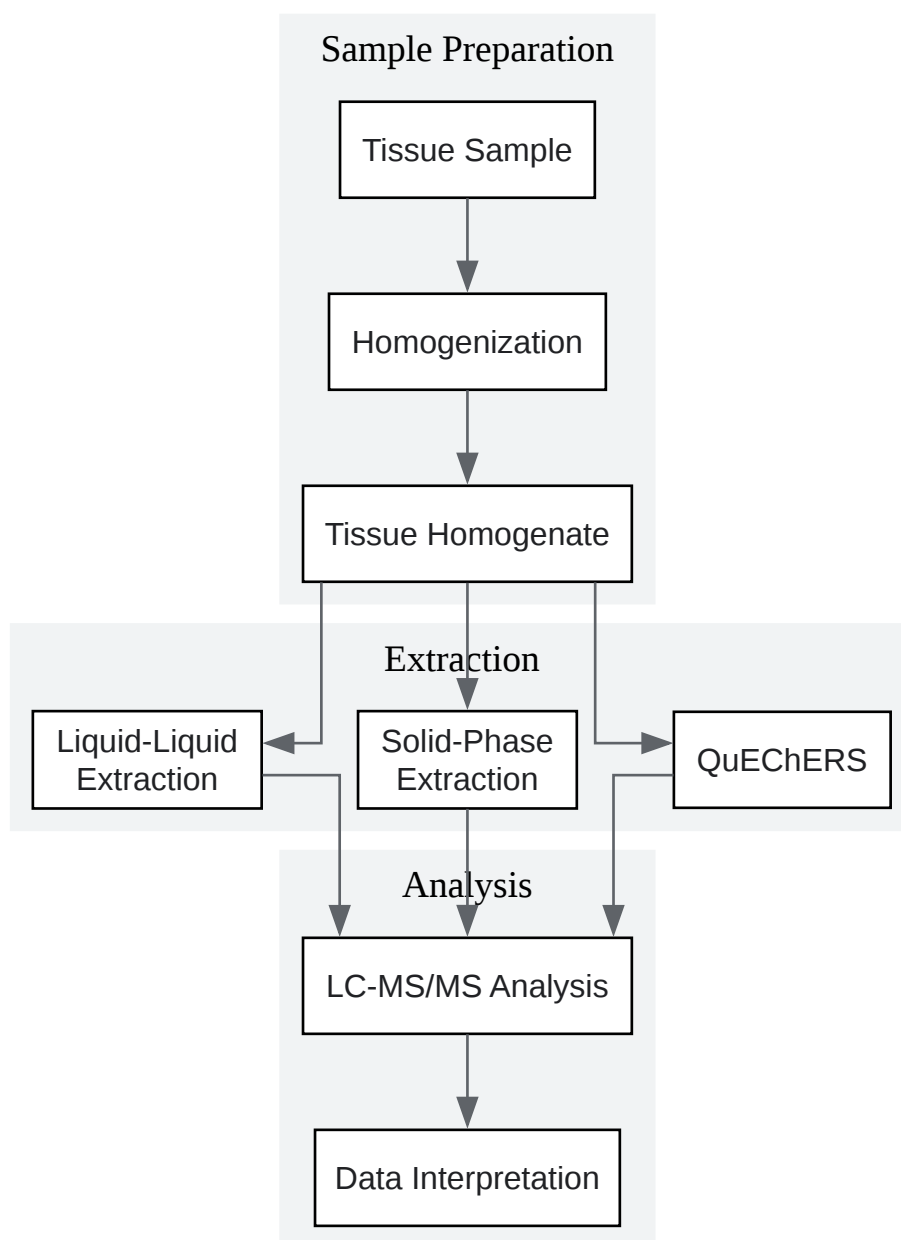 Sample Preparation
Tissue Sample
Homogenization
Tissue Homogenate
Extraction
Liquid-Liquid
Extraction
Solid-Phase
Extraction
QuEChERS
Analysis
LC-MS/MS Analysis
Data Interpretation